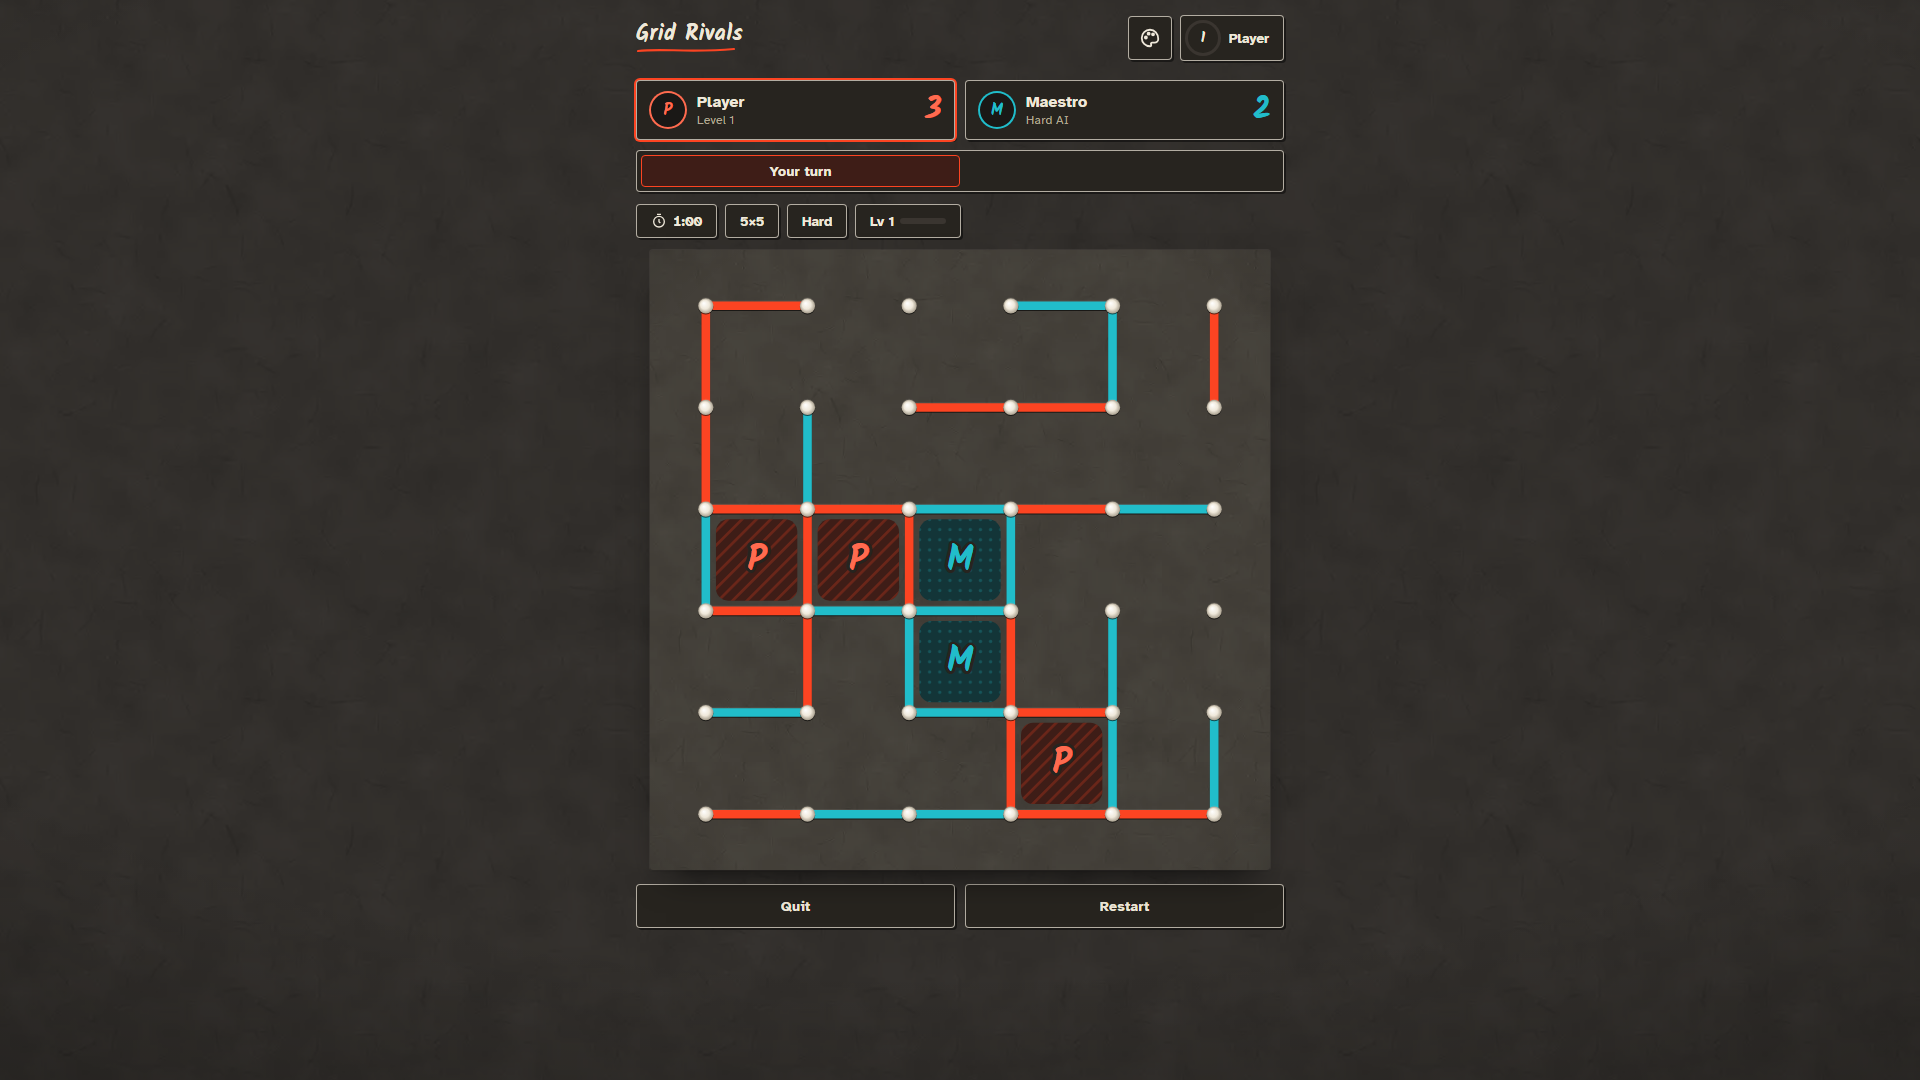 Grid Rivals
I Player
P Player 3
Level 1
M Maestro 2
Hard AI
Your turn
1:00 5×5 Hard Lv 1
P P M
M
P
Quit Restart